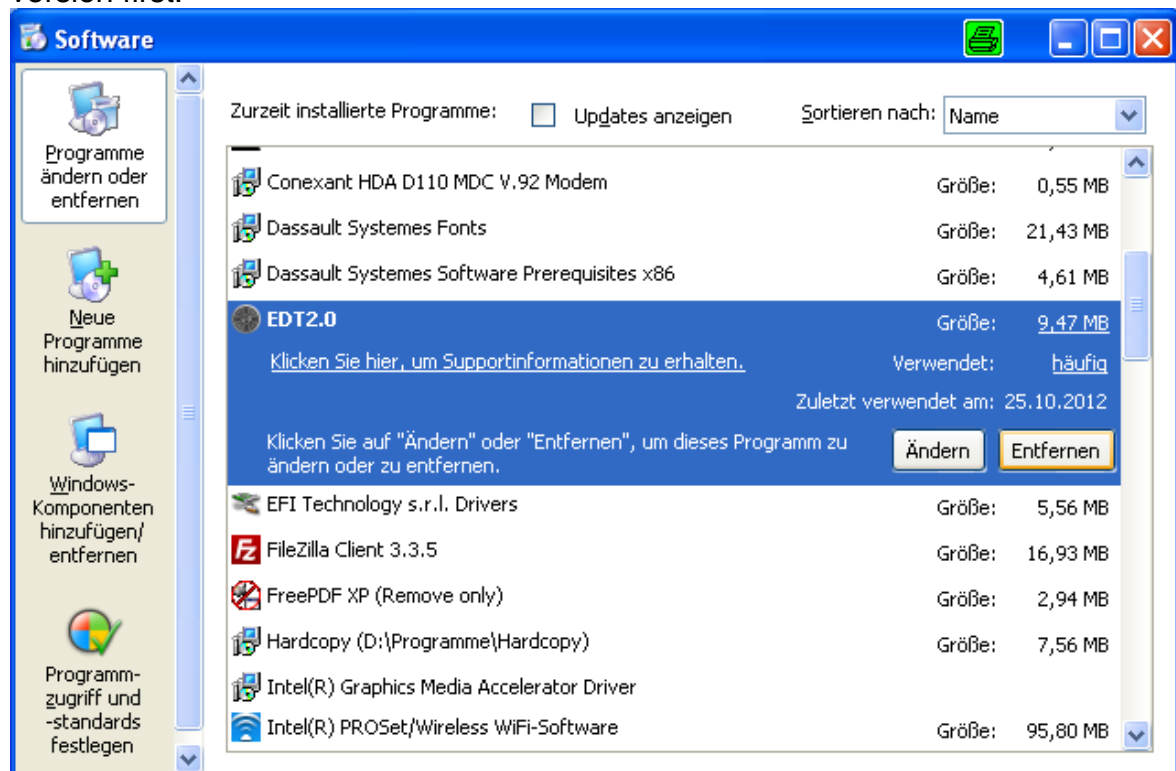 version first.
Software
Programme
ändern oder
entfernen
Neue
Programme
hinzufügen
Windows-
Komponenten
hinzufügen/
entfernen
Programm-
zugriff und
-standards
festlegen
Zurzeit installierte Programme: Updates anzeigen Sortieren nach: Name
Conexant HDA D110 MDC V.92 Modem Größe: 0,55 MB
Dassault Systemes Fonts Größe: 21,43 MB
Dassault Systemes Software Prerequisites x86 Größe: 4,61 MB
EDT2.0 Größe: 9,47 MB
Klicken Sie hier, um Supportinformationen zu erhalten. Verwendet: häufig
Zuletzt verwendet am: 25.10.2012
Klicken Sie auf "Ändern" oder "Entfernen", um dieses Programm zu
ändern oder zu entfernen. Ändern Entfernen
EFI Technology s.r.l. Drivers Größe: 5,56 MB
FileZilla Client 3.3.5 Größe: 16,93 MB
FreePDF XP (Remove only) Größe: 2,94 MB
Hardcopy (D:\Programme\Hardcopy) Größe: 7,56 MB
Intel(R) Graphics Media Accelerator Driver
Intel(R) PROSet/Wireless WiFi-Software Größe: 95,80 MB